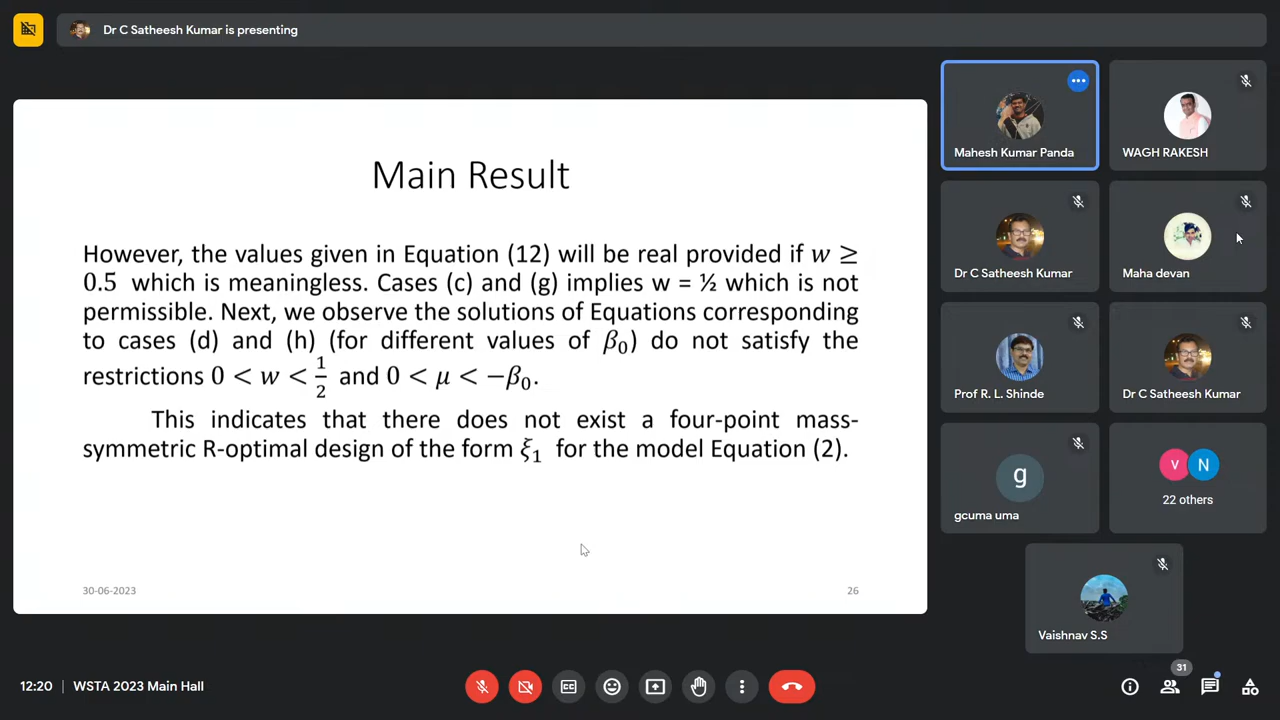 Dr C Satheesh Kumar is presenting
Main Result
However, the values given in Equation (12) will be real provided if w ≥
0.5 which is meaningless. Cases (c) and (g) implies w = ½ which is not
permissible. Next, we observe the solutions of Equations corresponding
to cases (d) and (h) (for different values of β₀) do not satisfy the
restrictions 0 < w < 1/2 and 0 < μ < −β₀.
This indicates that there does not exist a four-point mass-
symmetric R-optimal design of the form ξ₁ for the model Equation (2).
30-06-2023
26
Mahesh Kumar Panda
WAGH RAKESH
Dr C Satheesh Kumar
Maha devan
Prof R. L. Shinde
Dr C Satheesh Kumar
g
gcuma uma
V N
22 others
Vaishnav S.S
12:20 | WSTA 2023 Main Hall
CC
31